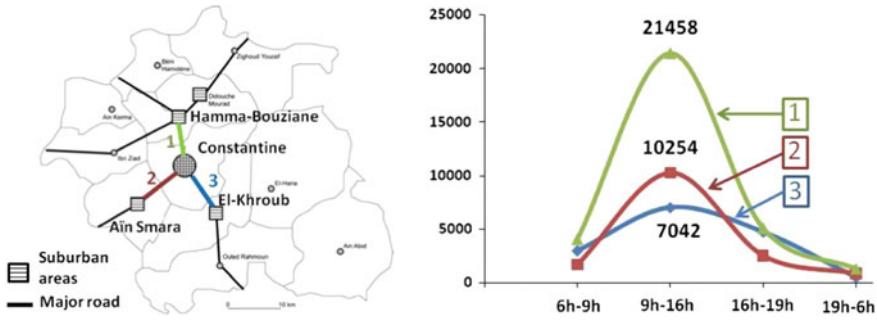 Zighoud Youcef
Béni
Hamidène
Didouche
Mourad
Ain Kerma
Hamma-Bouziane
1
Constantine
Ibn Ziad
2
3
El-Haria
El-Khroub
Aïn Smara
Ain Abid
Ouled Rahmoun
Suburban
areas
Major road
0
10 km
25000
20000
15000
10000
5000
0
21458
10254
7042
1
2
3
6h-9h
9h-16h
16h-19h
19h-6h